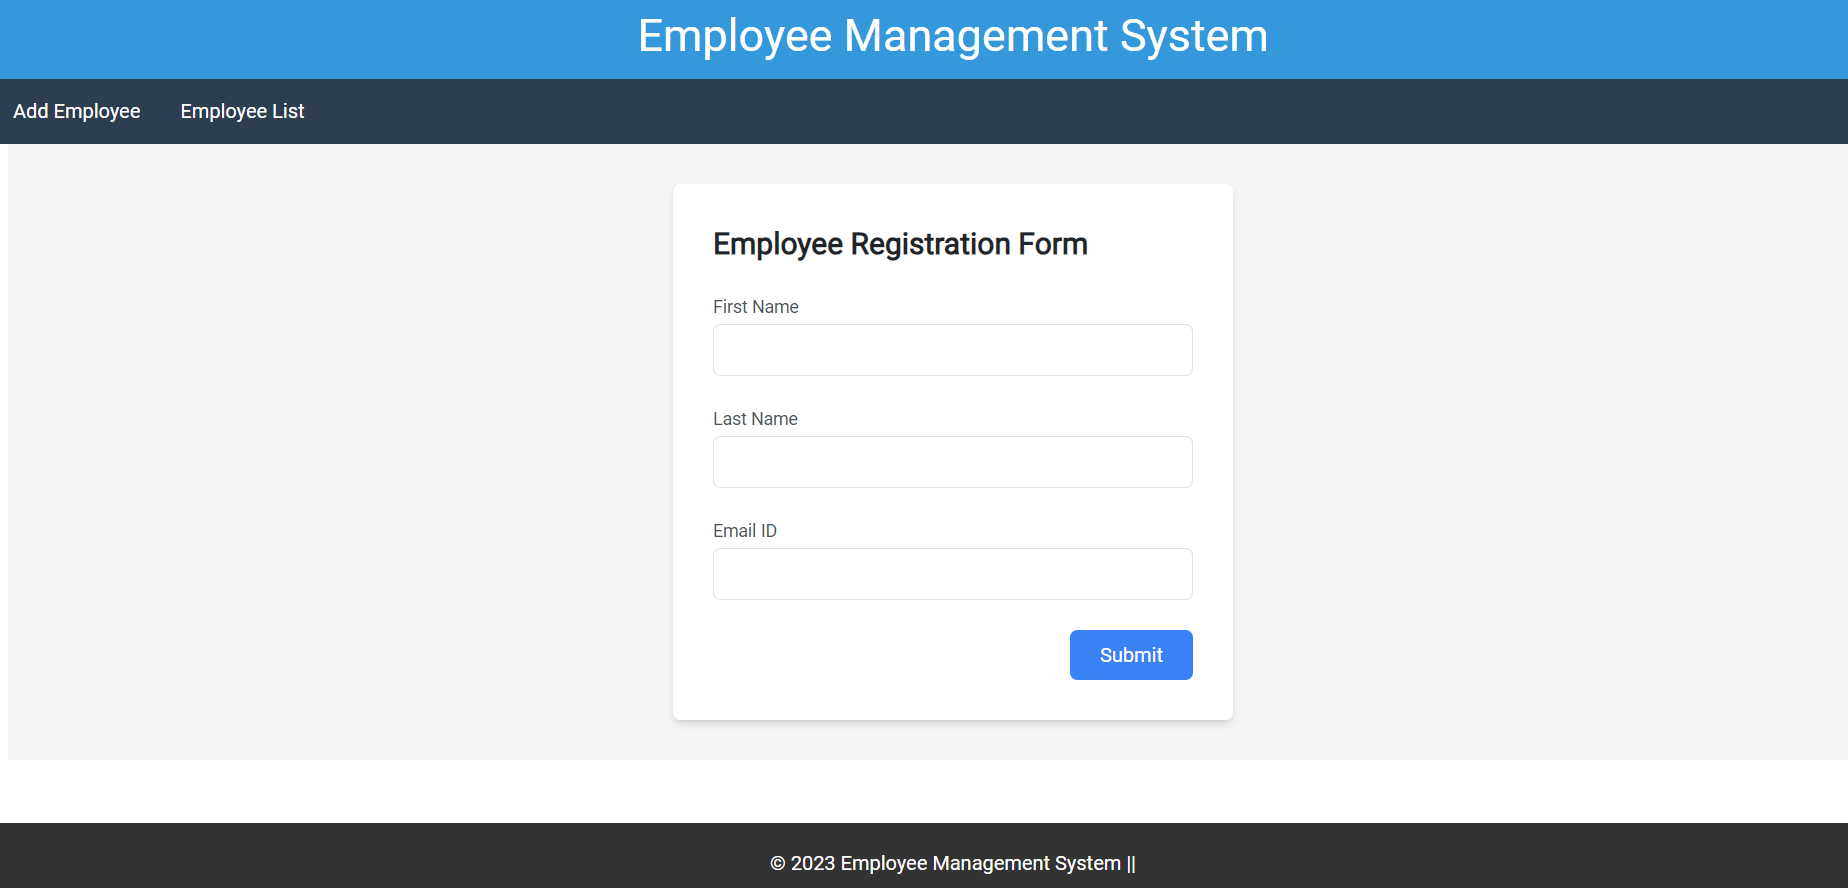 Employee Management System
Add Employee Employee List
Employee Registration Form
First Name
Last Name
Email ID
Submit
© 2023 Employee Management System ||